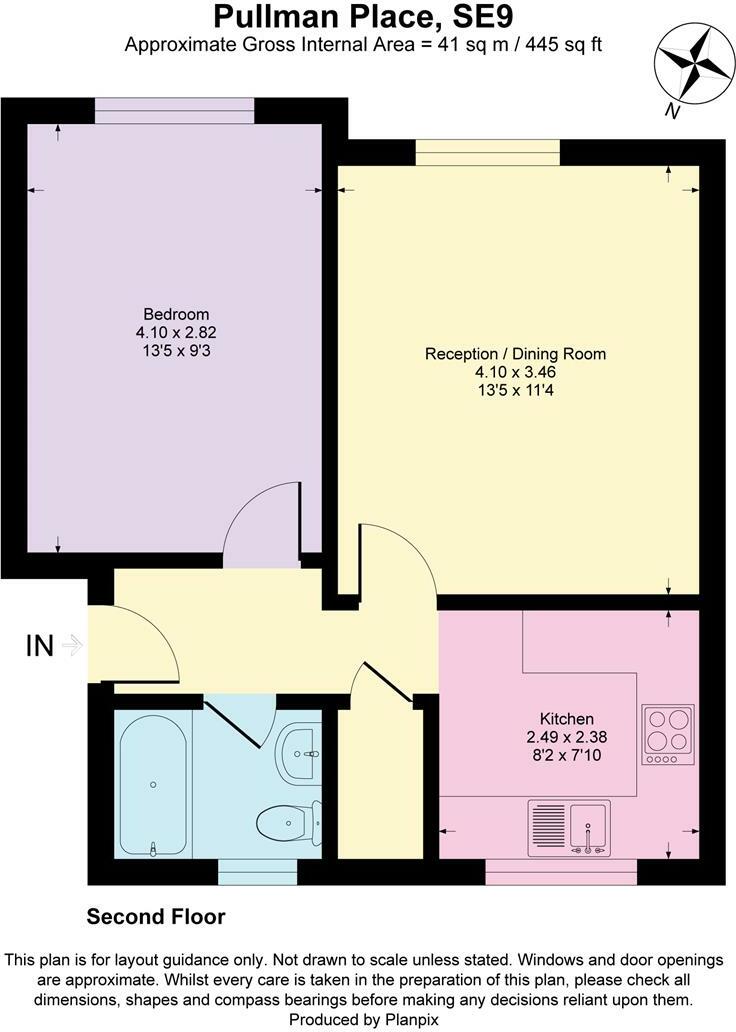 Pullman Place, SE9
Approximate Gross Internal Area = 41 sq m / 445 sq ft
N
Bedroom
4.10 x 2.82
13'5 x 9'3
Reception / Dining Room
4.10 x 3.46
13'5 x 11'4
IN
Kitchen
2.49 x 2.38
8'2 x 7'10
Second Floor
This plan is for layout guidance only. Not drawn to scale unless stated. Windows and door openings
are approximate. Whilst every care is taken in the preparation of this plan, please check all
dimensions, shapes and compass bearings before making any decisions reliant upon them.
Produced by Planpix